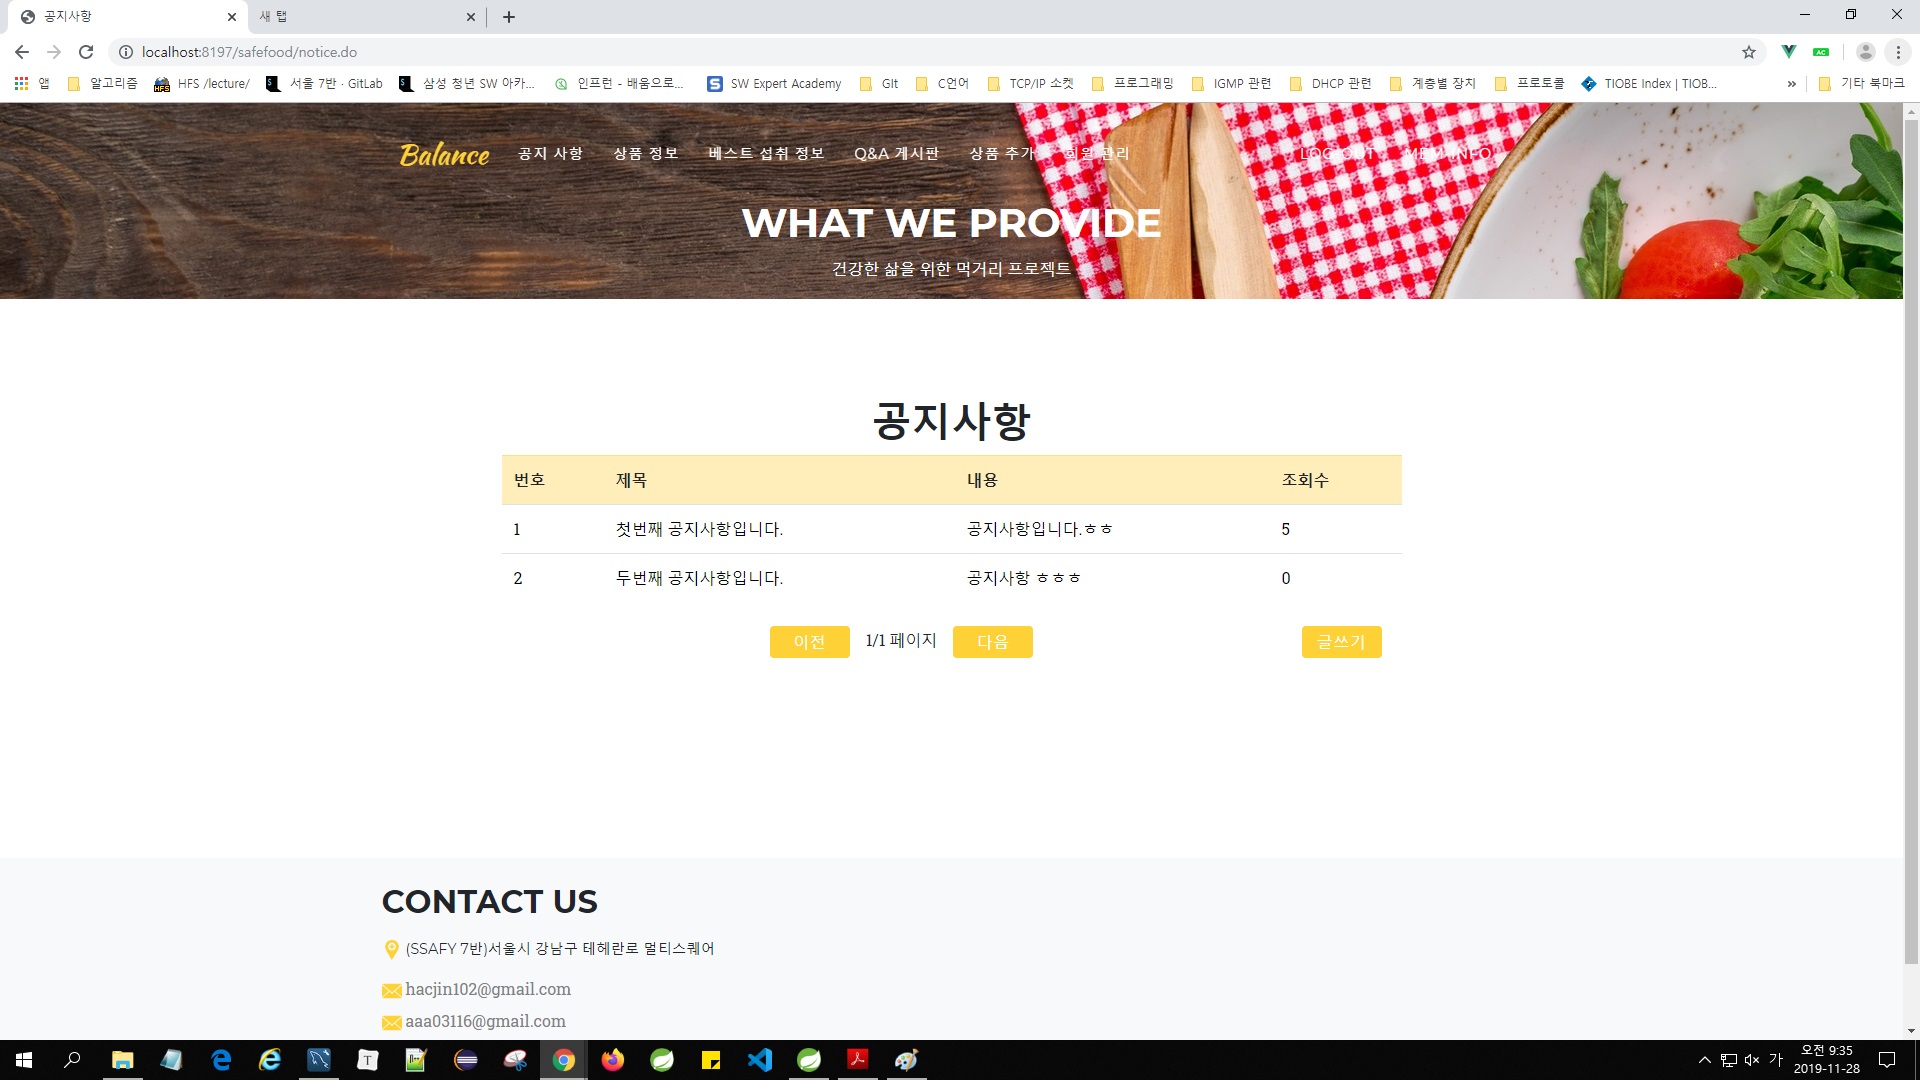 공지사항
새 탭
localhost:8197/safefood/notice.do
앱 알고리즘 HFS /lecture/ 서울 7반 · GitLab 삼성 청년 SW 아카... 인프런 - 배움으로... SW Expert Academy Git C언어 TCP/IP 소켓 프로그래밍 IGMP 관련 DHCP 관련 계층별 장치 프로토콜 TIOBE Index | TIOB... » 기타 북마크
Balance 공지 사항 상품 정보 베스트 섭취 정보 Q&A 게시판 상품 추가 회원 관리 LOG OUT MEM INFO
WHAT WE PROVIDE
건강한 삶을 위한 먹거리 프로젝트
공지사항
번호 제목 내용 조회수
1 첫번째 공지사항입니다. 공지사항입니다.ㅎㅎ 5
2 두번째 공지사항입니다. 공지사항 ㅎㅎㅎ 0
이전 1/1 페이지 다음 글쓰기
CONTACT US
(SSAFY 7반)서울시 강남구 테헤란로 멀티스퀘어
hacjin102@gmail.com
aaa03116@gmail.com
가 오전 9:35
2019-11-28